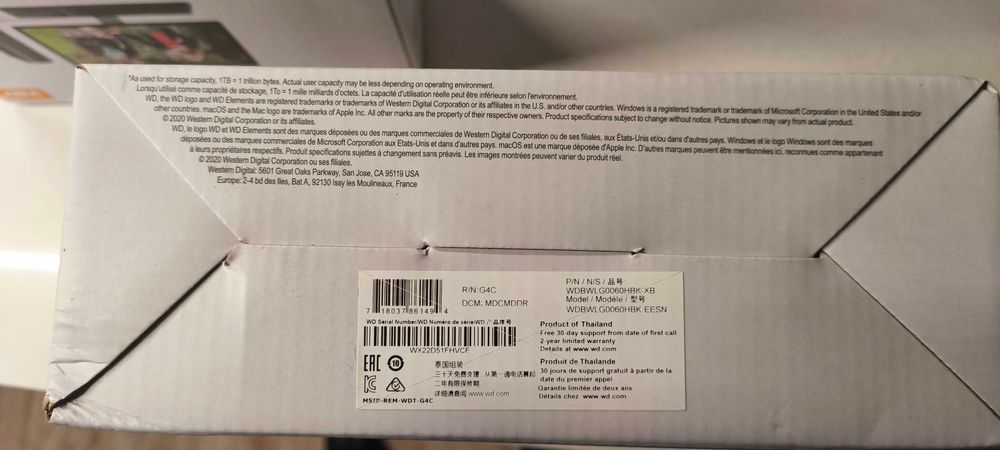 *As used for storage capacity, 1TB = 1 trillion bytes. Actual user capacity may be less depending on operating environment.
Lorsqu'utilisé comme capacité de stockage, 1To = 1 mille milliards d'octets. La capacité d'utilisation réelle peut être inférieure selon l'environnement.
WD, the WD logo and WD Elements are registered trademarks or trademarks of Western Digital Corporation or its affiliates in the U.S. and/or other countries. Windows is a registered trademark or trademark of Microsoft Corporation in the United States and/or
other countries. macOS and the Mac logo are trademarks of Apple Inc. All other marks are the property of their respective owners. Product specifications subject to change without notice. Pictures shown may vary from actual product.
© 2020 Western Digital Corporation or its affiliates.
WD, le logo WD et WD Elements sont des marques déposées ou des marques commerciales de Western Digital Corporation ou de ses filiales, aux États-Unis et/ou dans d'autres pays. Windows et le logo Windows sont des marques
déposées ou des marques commerciales de Microsoft Corporation aux Etats-Unis et dans d'autres pays. macOS est une marque déposée d'Apple Inc. D'autres marques peuvent être mentionnées ici, reconnues comme appartenant
à leurs propriétaires respectifs. Produit specifications sujettes à changement sans préavis. Les images montrées peuvent varier du produit réel.
© 2020 Western Digital Corporation ou ses filiales.
Western Digital: 5601 Great Oaks Parkway, San Jose, CA 95119 USA
Europe: 2-4 bd des Iles, Bat A, 92130 Issy les Moulineaux, France
7 18037 86149 4
R/N:G4C
DCM: MDCMDDR
P/N / N/S / 品号
WDBWLG0060HBK-XB
Model / Modèle / 型号
WDBWLG0060HBK-EESN
WD Serial Number/WD Numéro de série/WD 产品序号
WX22D51FHVCF
EAC
10
泰国组装
三十天免费支援，从第一通电话算起
二年有限保修期
详细请查阅 www.wd.com
MSIP-REM-WDT-G4C
Product of Thailand
Free 30 day support from date of first call
2 year limited warranty
Details at www.wd.com
Produit de Thailande
30 jours de support gratuit à partir de la
date du premier appel
Garantie limitée de deux ans
Détails chez www.wd.com